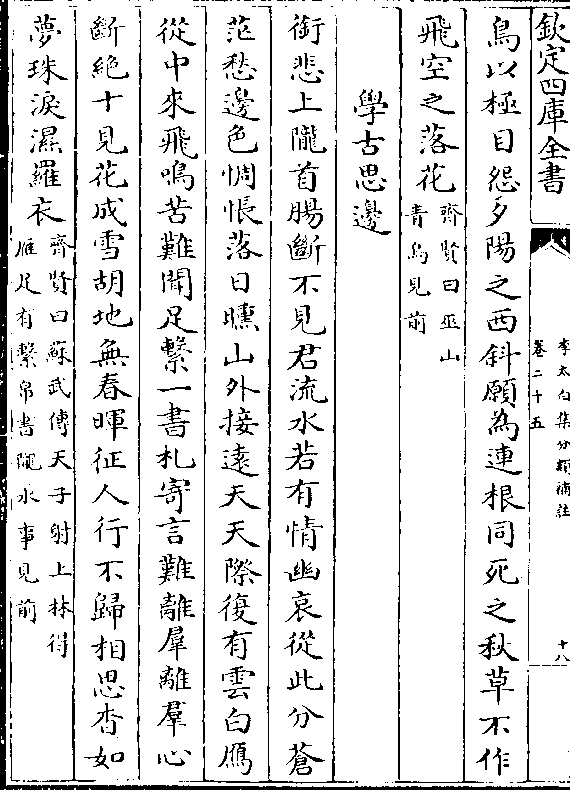 欽定四庫全書
李太白集分類補註
卷二十五
十八
鳥以極目怨夕陽之西斜願為連根同死之秋草不作
飛空之落花齊賢曰巫山
青鳥見前
學古思邊
銜悲上隴首腸斷不見君流水若有情幽哀從此分蒼
茫愁邊色惆悵落日曛山外接遠天天際復有雲白鴈
從中來飛鳴苦難聞足繫一書札寄言難離羣離羣心
斷絶十見花成雪胡地無春暉征人行不歸相思杳如
夢珠淚濕羅衣齊賢曰蘇武傳天子射上林得
雁足有繫帛書隴水事見前